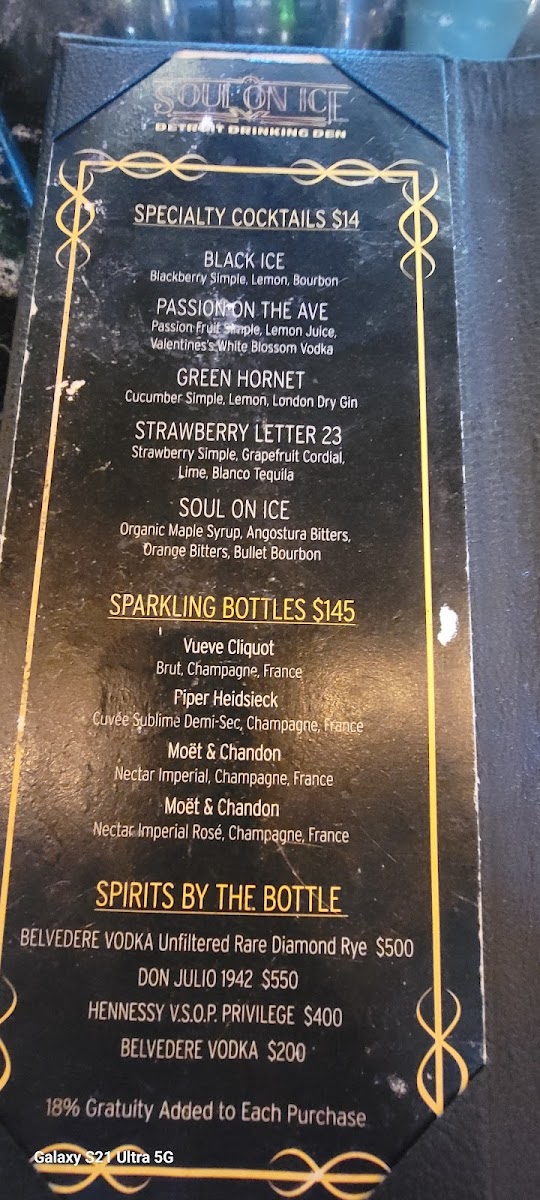 SOUL ON ICE
DETROIT DRINKING DEN
SPECIALTY COCKTAILS $14
BLACK ICE
Blackberry Simple, Lemon, Bourbon
PASSION ON THE AVE
Passion Fruit Simple, Lemon Juice,
Valentines's White Blossom Vodka
GREEN HORNET
Cucumber Simple, Lemon, London Dry Gin
STRAWBERRY LETTER 23
Strawberry Simple, Grapefruit Cordial,
Lime, Blanco Tequila
SOUL ON ICE
Organic Maple Syrup, Angostura Bitters,
Orange Bitters, Bullet Bourbon
SPARKLING BOTTLES $145
Vueve Cliquot
Brut, Champagne, France
Piper Heidsieck
Cuvée Sublime Demi-Sec, Champagne, France
Moët & Chandon
Nectar Imperial, Champagne, France
Moët & Chandon
Nectar Imperial Rosé, Champagne, France
SPIRITS BY THE BOTTLE
BELVEDERE VODKA Unfiltered Rare Diamond Rye $500
DON JULIO 1942 $550
HENNESSY V.S.O.P. PRIVILEGE $400
BELVEDERE VODKA $200
18% Gratuity Added to Each Purchase
Galaxy S21 Ultra 5G